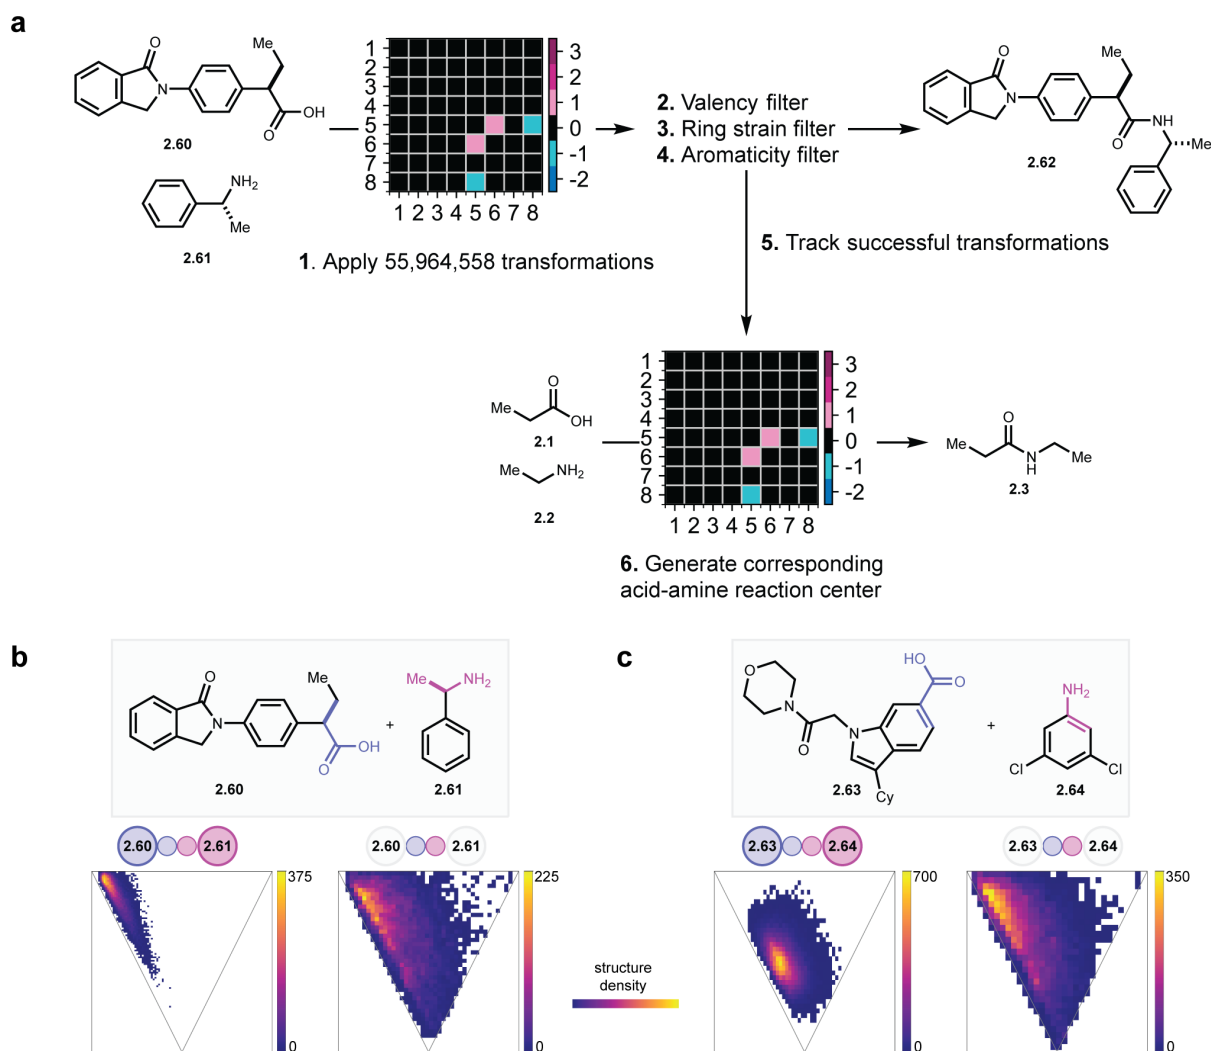 a
O
Me
N
OH
O
2.60
NH2
Me
2.61
1
2
3
4
5
6
7
8
1 2 3 4 5 6 7 8
3
2
1
0
-1
-2
1. Apply 55,964,558 transformations
2. Valency filter
3. Ring strain filter
4. Aromaticity filter
O
Me
N
NH
O
Me
2.62
5. Track successful transformations
O
Me
OH
2.1
Me
NH2
2.2
1
2
3
4
5
6
7
8
1 2 3 4 5 6 7 8
3
2
1
0
-1
-2
O
Me
N
H
Me
2.3
6. Generate corresponding
acid-amine reaction center
b
O
Me
N
OH
O
2.60
+
Me
NH2
2.61
2.60
2.61
375
0
2.60
2.61
225
0
structure
density
c
O
N
O
N
HO
O
Cy
2.63
+
NH2
Cl
Cl
2.64
2.63
2.64
700
0
2.63
2.64
350
0